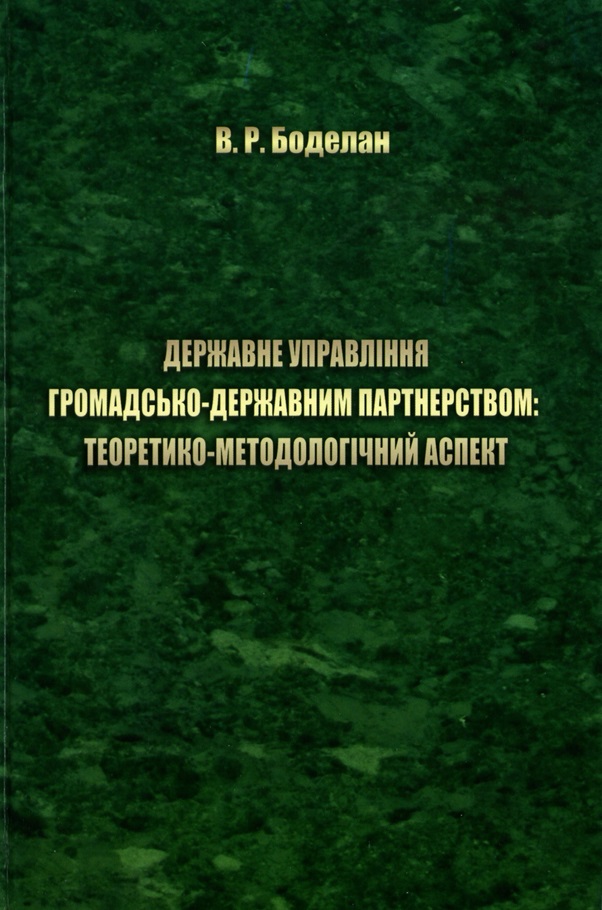 В. Р. Боделан
ДЕРЖАВНЕ УПРАВЛІННЯ
ГРОМАДСЬКО-ДЕРЖАВНИМ ПАРТНЕРСТВОМ:
ТЕОРЕТИКО-МЕТОДОЛОГІЧНИЙ АСПЕКТ